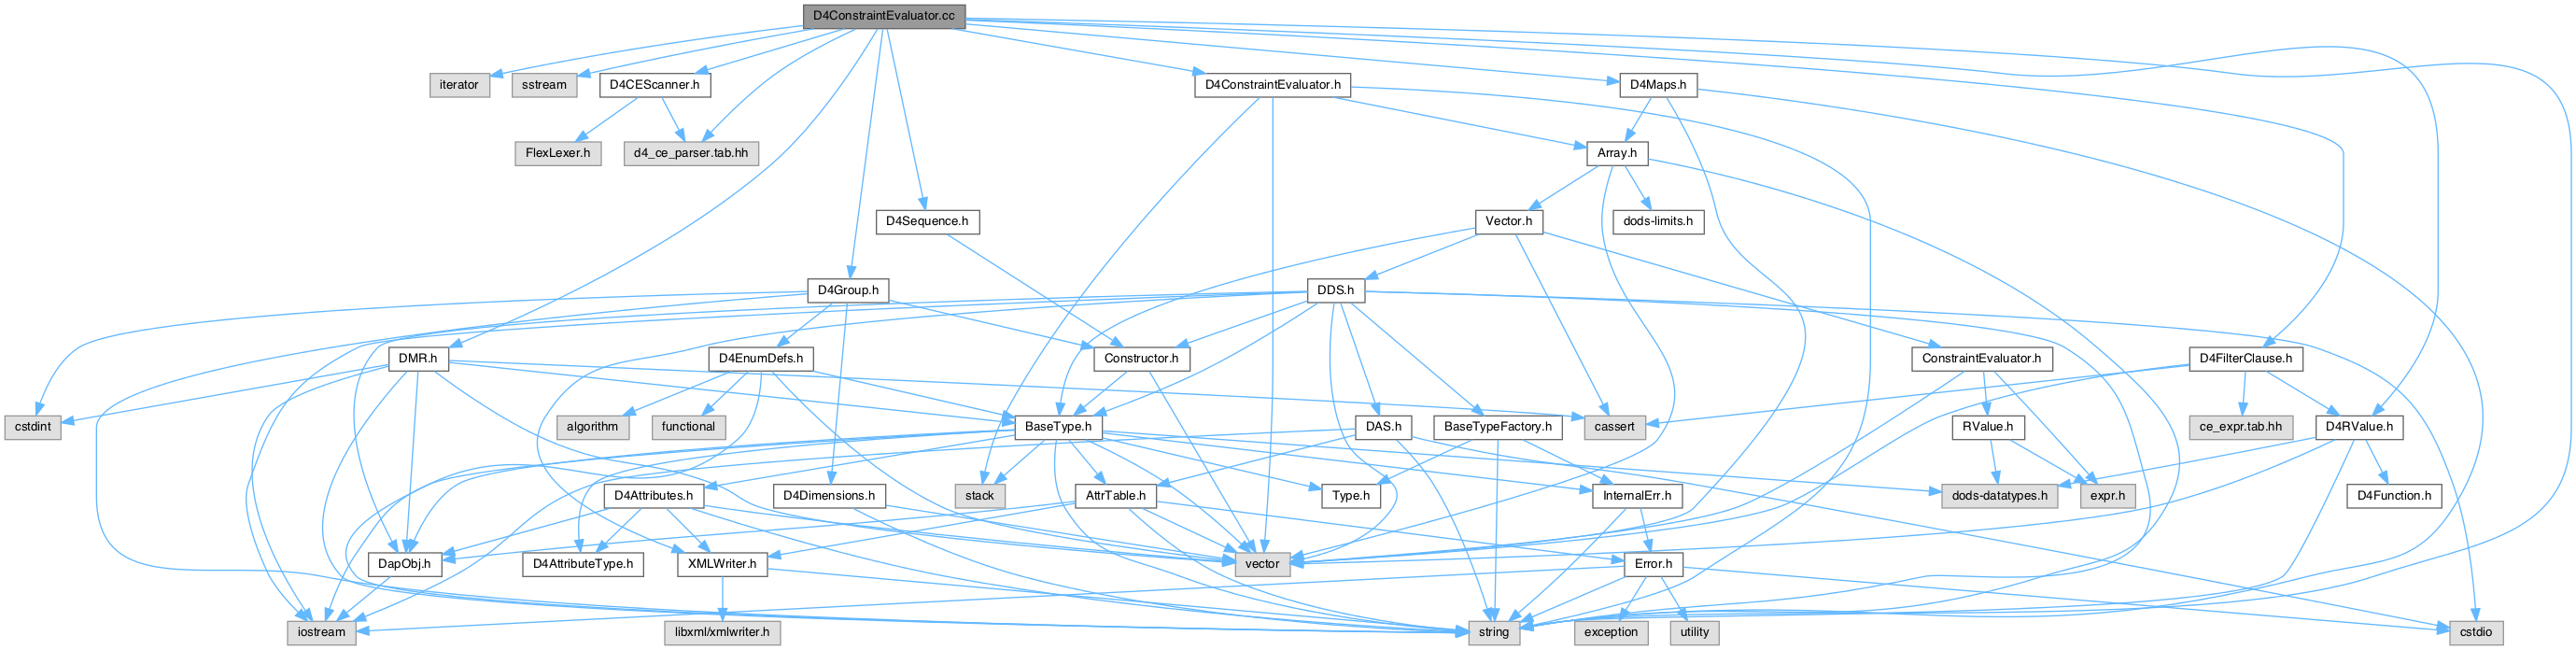 D4ConstraintEvaluator.cc
iterator
sstream
D4CEScanner.h
D4ConstraintEvaluator.h
D4Maps.h
FlexLexer.h
d4_ce_parser.tab.hh
Array.h
D4Sequence.h
Vector.h
dods-limits.h
D4Group.h
DDS.h
DMR.h
D4EnumDefs.h
Constructor.h
ConstraintEvaluator.h
D4FilterClause.h
cstdint
algorithm
functional
BaseType.h
DAS.h
BaseTypeFactory.h
cassert
RValue.h
ce_expr.tab.hh
D4RValue.h
D4Attributes.h
D4Dimensions.h
stack
AttrTable.h
Type.h
InternalErr.h
dods-datatypes.h
expr.h
D4Function.h
DapObj.h
D4AttributeType.h
XMLWriter.h
vector
Error.h
iostream
libxml/xmlwriter.h
string
exception
utility
cstdio